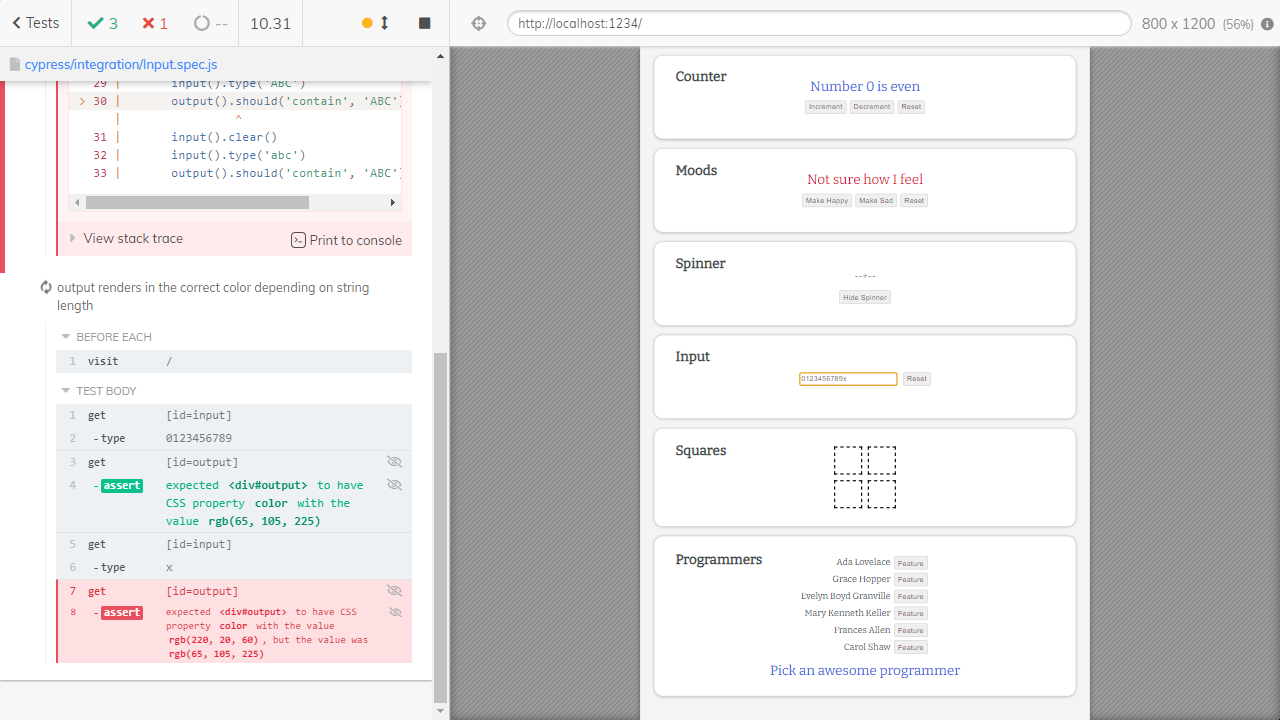 Tests
3
1
--
10.31
http://localhost:1234/
800 x 1200 (56%)
cypress/integration/Input.spec.js
29 | input().type('ABC')
> 30 | output().should('contain', 'ABC'
| ^
31 | input().clear()
32 | input().type('abc')
33 | output().should('contain', 'ABC'
View stack trace
Print to console
output renders in the correct color depending on string
length
BEFORE EACH
1 visit /
TEST BODY
1 get [id=input]
2 -type 0123456789
3 get [id=output]
4 -assert expected <div#output> to have
CSS property color with the
value rgb(65, 105, 225)
5 get [id=input]
6 -type x
7 get [id=output]
8 -assert expected <div#output> to have CSS
property color with the value
rgb(220, 20, 60) , but the value was
rgb(65, 105, 225)
Counter
Number 0 is even
Increment Decrement Reset
Moods
Not sure how I feel
Make Happy Make Sad Reset
Spinner
--+--
Hide Spinner
Input
0123456789x Reset
Squares
Programmers
Ada Lovelace Feature
Grace Hopper Feature
Evelyn Boyd Granville Feature
Mary Kenneth Keller Feature
Frances Allen Feature
Carol Shaw Feature
Pick an awesome programmer